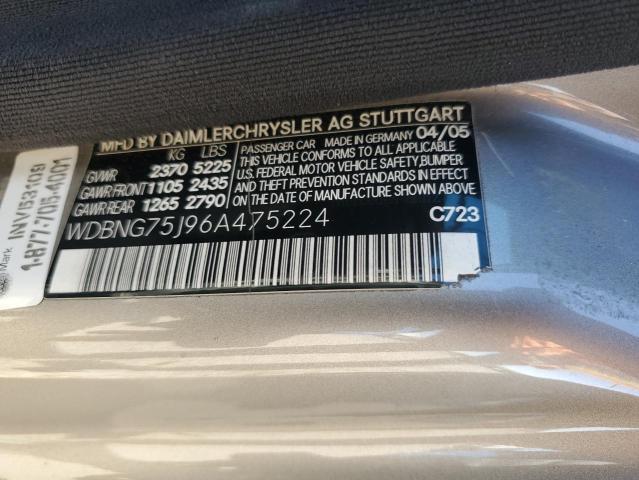 MFD BY DAIMLERCHRYSLER AG STUTTGART
KG LBS
GVWR 2370 5225
GAWR FRONT 1105 2435
GAWR REAR 1265 2790
PASSENGER CAR MADE IN GERMANY 04/05
THIS VEHICLE CONFORMS TO ALL APPLICABLE
U.S. FEDERAL MOTOR VEHICLE SAFETY, BUMPER
AND THEFT PREVENTION STANDARDS IN EFFECT
ON THE DATE OF MANUFACTURE SHOWN ABOVE.
WDBNG75J96A475224
C723
Mark
INV63109
1-877-705-4001